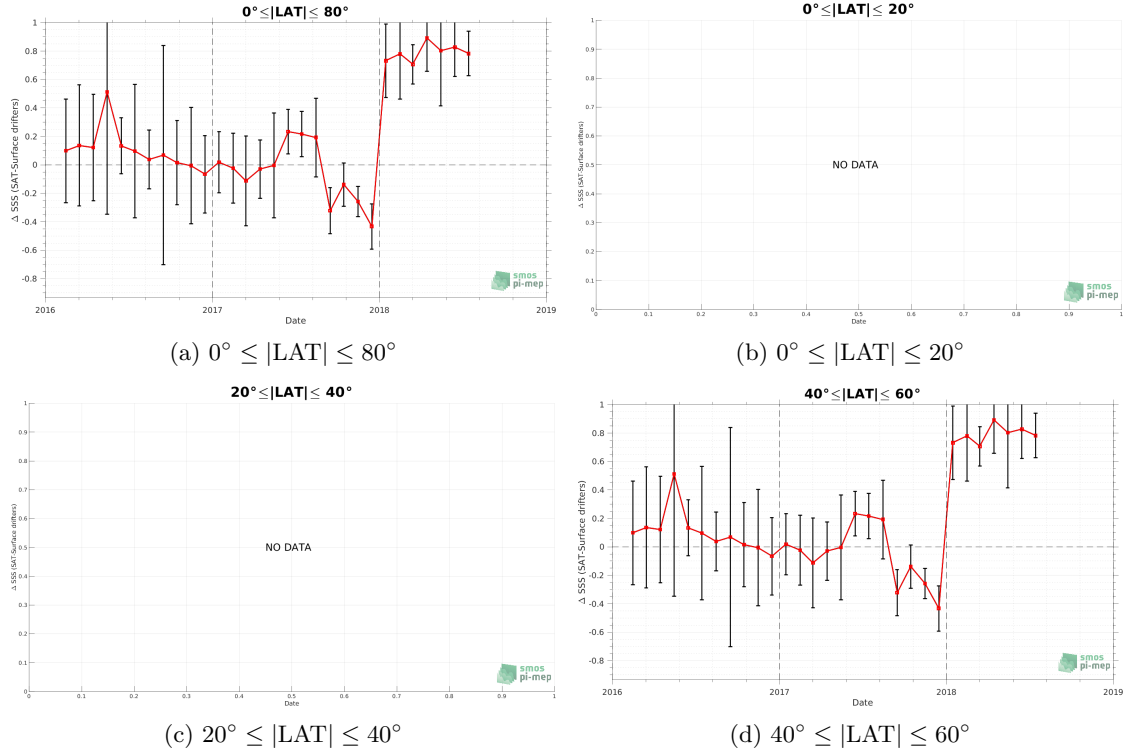 0°≤|LAT|≤ 80°
1
0.8
0.6
0.4
0.2
0
-0.2
-0.4
-0.6
-0.8
Δ SSS (SAT-Surface drifters)
2016
2017
2018
2019
Date
smos
pi-mep
(a) 0° ≤ |LAT| ≤ 80°
0°≤|LAT|≤ 20°
1
0.9
0.8
0.7
0.6
0.5
0.4
0.3
0.2
0.1
0
Δ SSS (SAT-Surface drifters)
NO DATA
0
0.1
0.2
0.3
0.4
0.5
0.6
0.7
0.8
0.9
1
Date
smos
pi-mep
(b) 0° ≤ |LAT| ≤ 20°
20°≤|LAT|≤ 40°
1
0.9
0.8
0.7
0.6
0.5
0.4
0.3
0.2
0.1
0
Δ SSS (SAT-Surface drifters)
NO DATA
0
0.1
0.2
0.3
0.4
0.5
0.6
0.7
0.8
0.9
1
Date
smos
pi-mep
(c) 20° ≤ |LAT| ≤ 40°
40°≤|LAT|≤ 60°
1
0.8
0.6
0.4
0.2
0
-0.2
-0.4
-0.6
-0.8
Δ SSS (SAT-Surface drifters)
2016
2017
2018
2019
Date
smos
pi-mep
(d) 40° ≤ |LAT| ≤ 60°